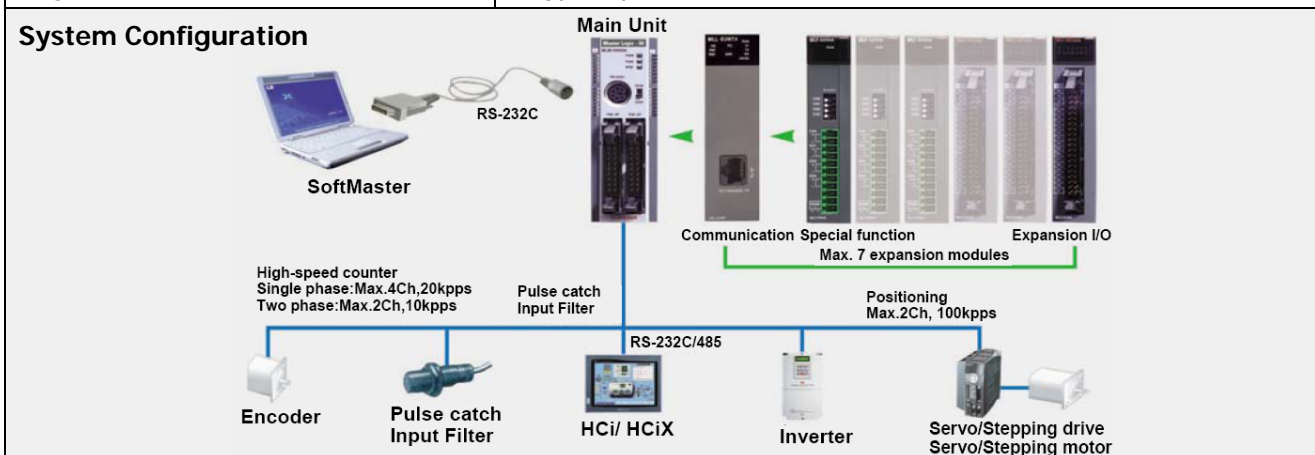 System Configuration
Main Unit
RS-232C
SoftMaster
Communication Special function Expansion I/O
Max. 7 expansion modules
High-speed counter
Single phase:Max.4Ch,20kpps
Two phase:Max.2Ch,10kpps
Pulse catch
Input Filter
Positioning
Max.2Ch, 100kpps
RS-232C/485
Encoder
Pulse catch
Input Filter
HCi/ HCiX
Inverter
Servo/Stepping drive
Servo/Stepping motor